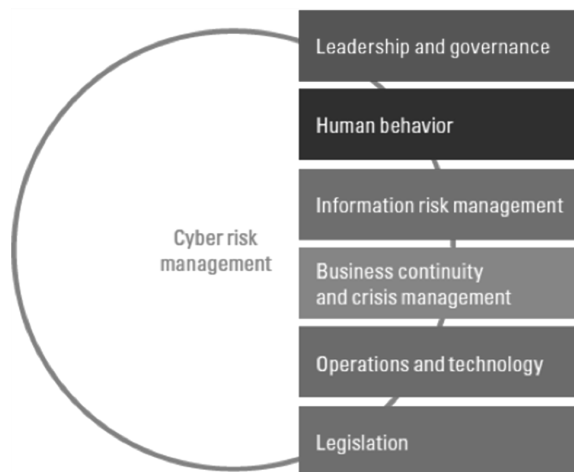 Leadership and governance
Human behavior
Information risk management
Cyber risk
management
Business continuity
and crisis management
Operations and technology
Legislation